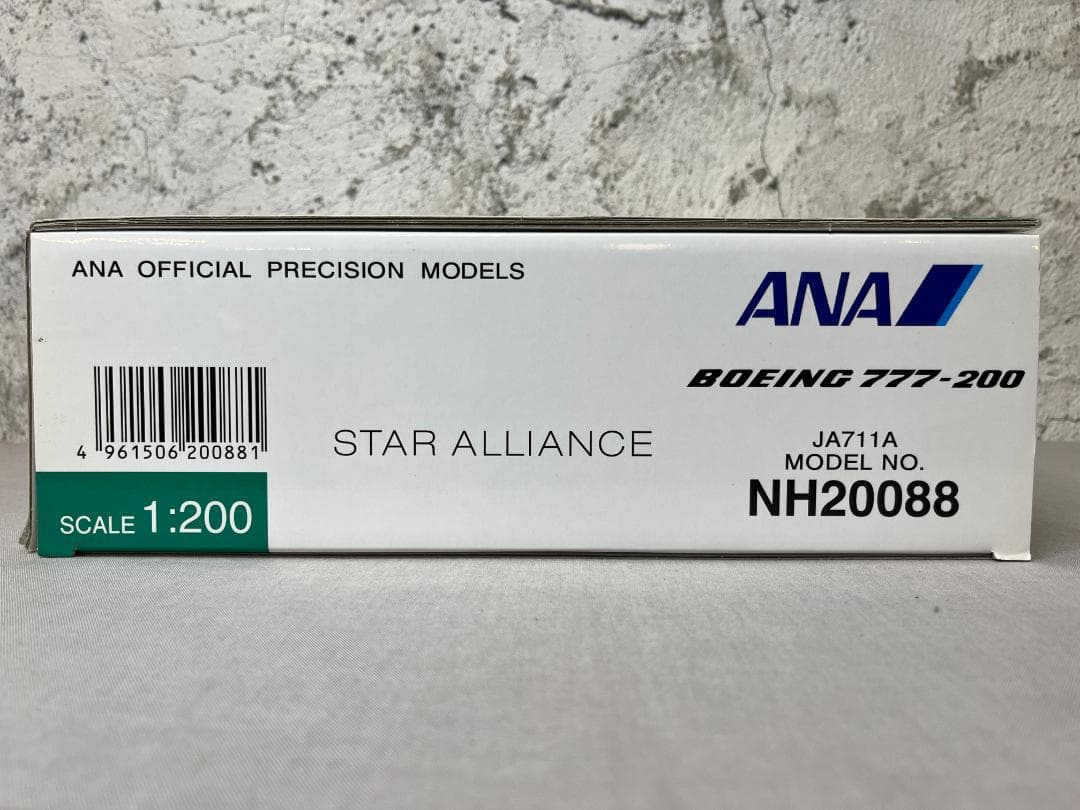 ANA OFFICIAL PRECISION MODELS
ANA
BOEING 777-200
4 961506 200881
STAR ALLIANCE
JA711A
MODEL NO.
NH20088
SCALE 1:200